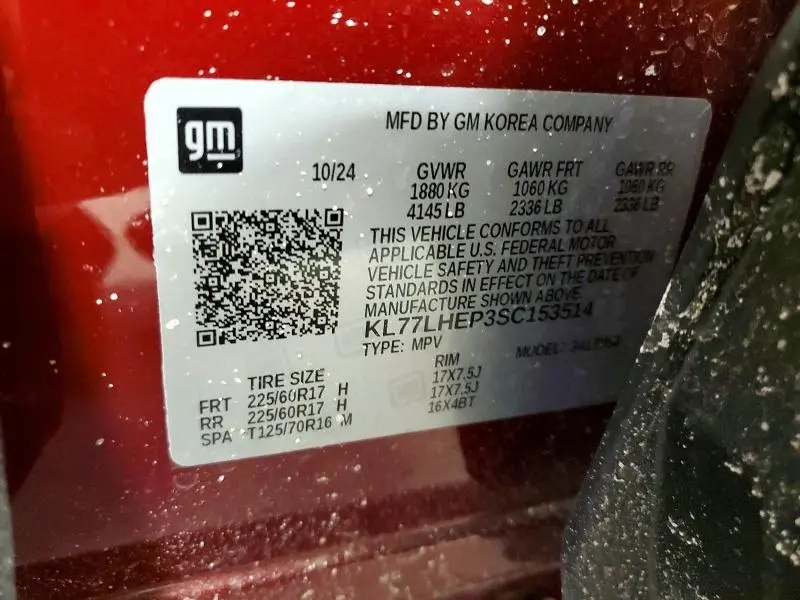 gm
MFD BY GM KOREA COMPANY
10/24 GVWR GAWR FRT GAWR RR
1880 KG 1060 KG 1060 KG
4145 LB 2336 LB 2336 LB
THIS VEHICLE CONFORMS TO ALL
APPLICABLE U.S. FEDERAL MOTOR
VEHICLE SAFETY AND THEFT PREVENTION
STANDARDS IN EFFECT ON THE DATE OF
MANUFACTURE SHOWN ABOVE.
KL77LHEP3SC153514
TYPE: MPV MODEL:
TIRE SIZE RIM
FRT 225/60R17 H 17X7.5J
RR 225/60R17 H 17X7.5J
SPA T125/70R16 M 16X4BT